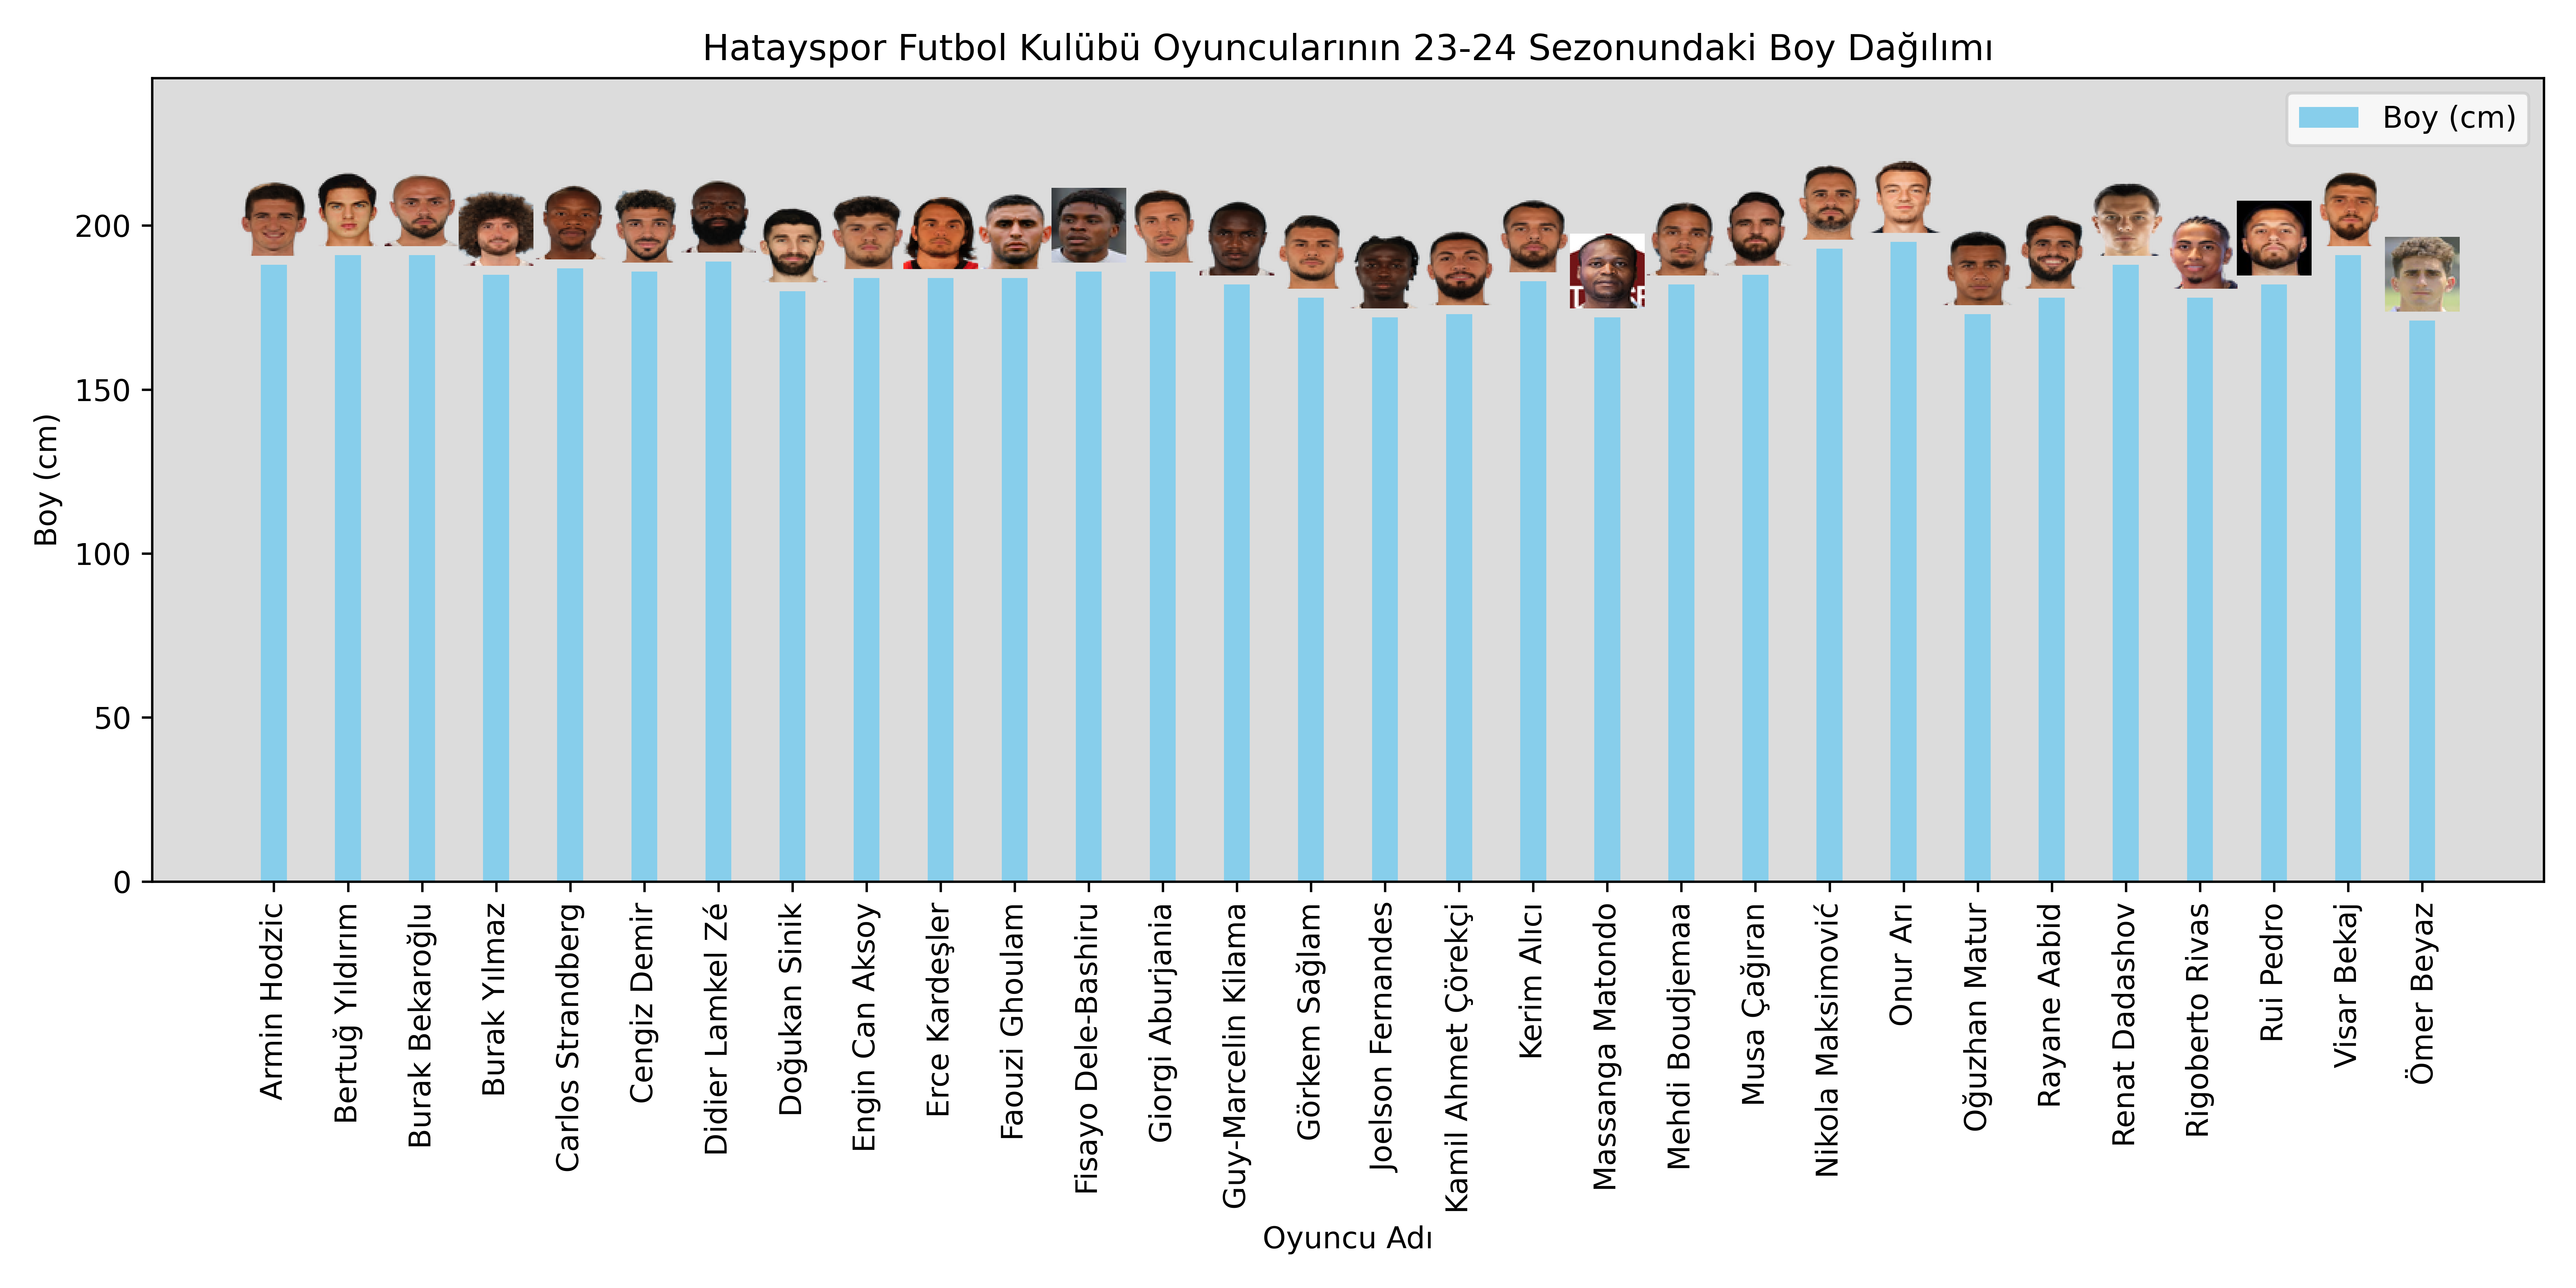 Hatayspor Futbol Kulübü Oyuncularının 23-24 Sezonundaki Boy Dağılımı
Boy (cm)
Boy (cm)
200
150
100
50
0
Armin Hodzic
Bertuğ Yıldırım
Burak Bekaroğlu
Burak Yılmaz
Carlos Strandberg
Cengiz Demir
Didier Lamkel Zé
Doğukan Sinik
Engin Can Aksoy
Erce Kardeşler
Faouzi Ghoulam
Fisayo Dele-Bashiru
Giorgi Aburjania
Guy-Marcelin Kilama
Görkem Sağlam
Joelson Fernandes
Kamil Ahmet Çörekçi
Kerim Alıcı
Massanga Matondo
Mehdi Boudjemaa
Musa Çağıran
Nikola Maksimović
Onur Arı
Oğuzhan Matur
Rayane Aabid
Renat Dadashov
Rigoberto Rivas
Rui Pedro
Visar Bekaj
Ömer Beyaz
Oyuncu Adı